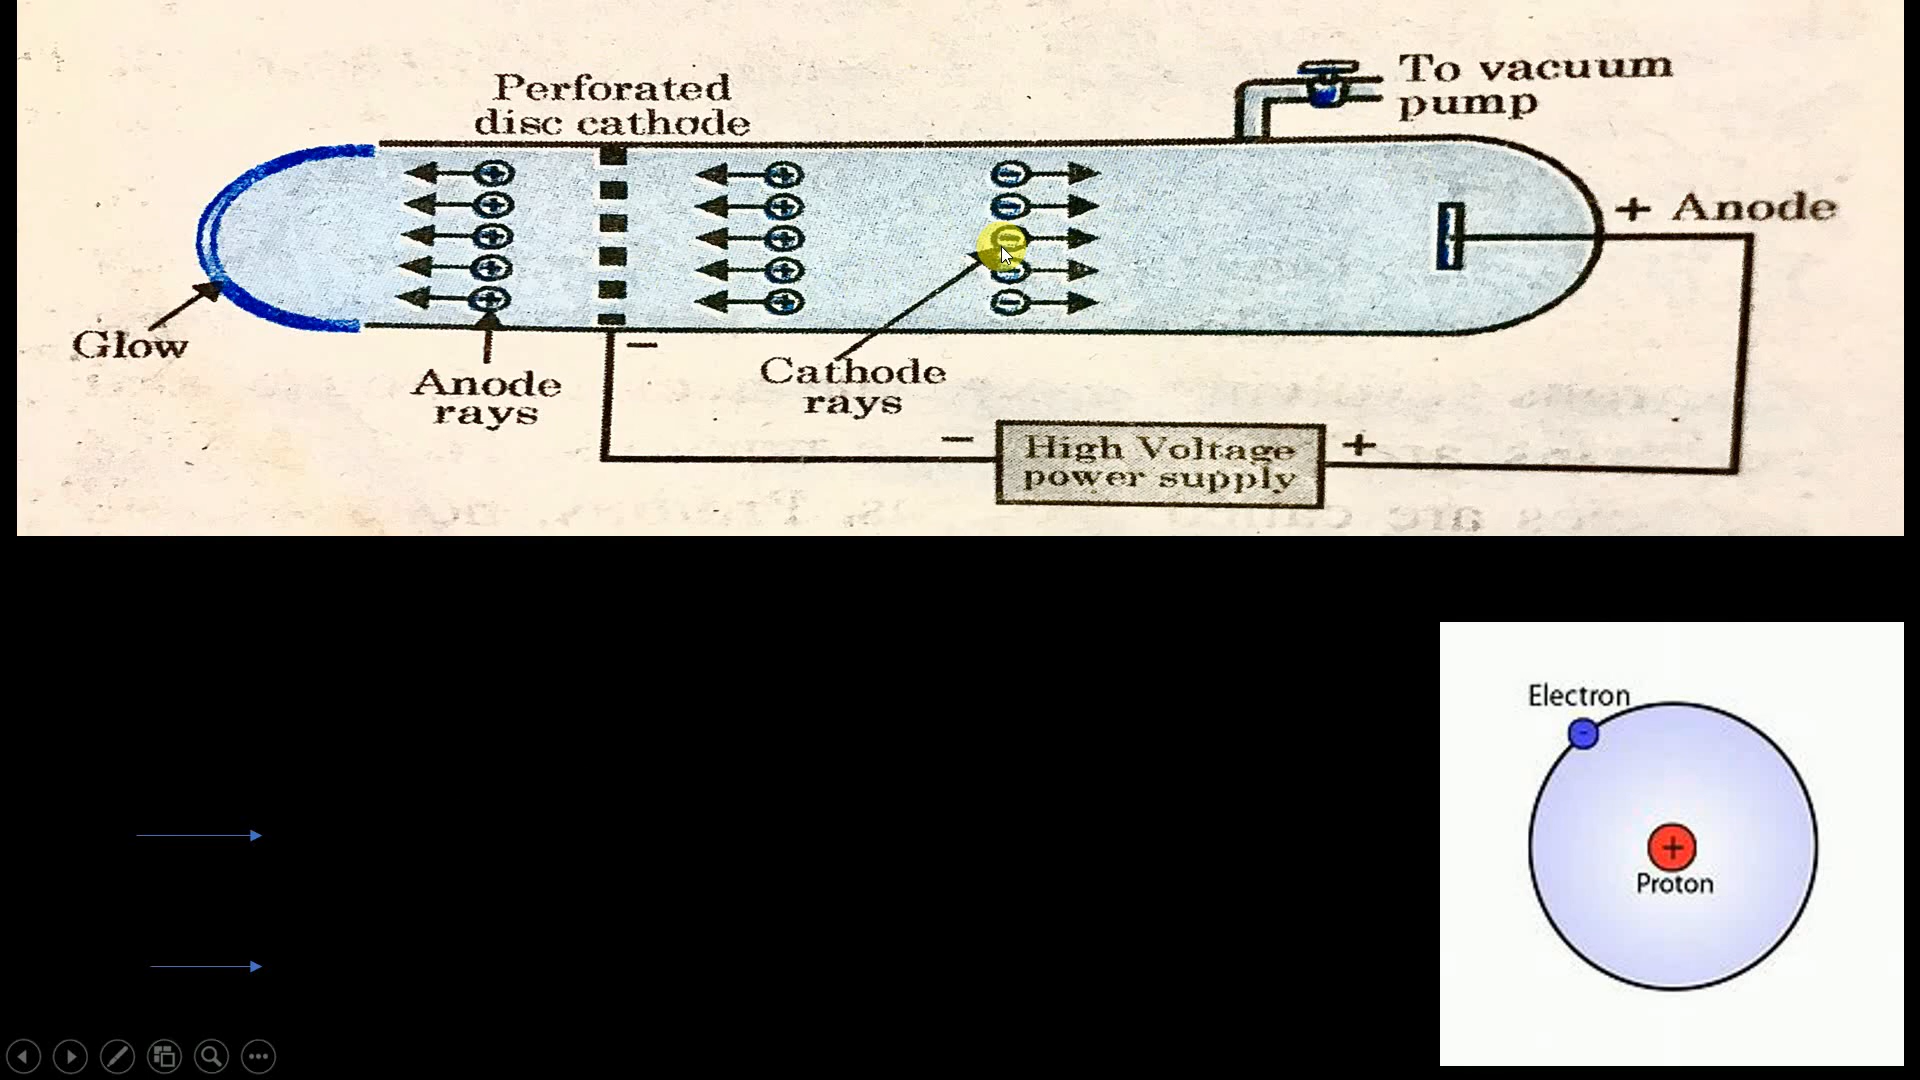 Perforated
disc cathode
To vacuum
pump
+ Anode
Glow
Anode
rays
−
Cathode
rays
−
High Voltage
power supply
+
Electron
-
+
Proton